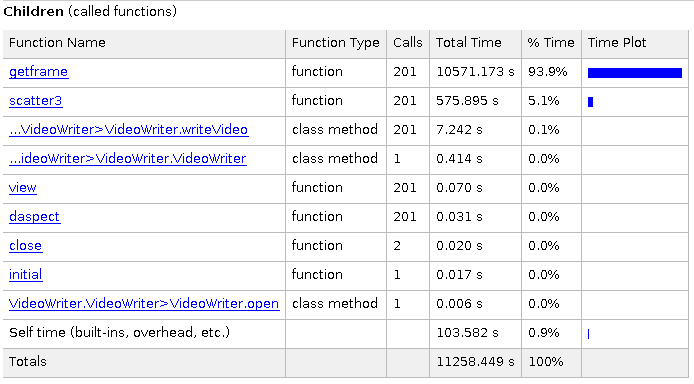 Children (called functions)
Function Name Function Type Calls Total Time % Time Time Plot
getframe function 201 10571.173 s 93.9%
scatter3 function 201 575.895 s 5.1%
...VideoWriter>VideoWriter.writeVideo class method 201 7.242 s 0.1%
...ideoWriter>VideoWriter.VideoWriter class method 1 0.414 s 0.0%
view function 201 0.070 s 0.0%
daspect function 201 0.031 s 0.0%
close function 2 0.020 s 0.0%
initial function 1 0.017 s 0.0%
VideoWriter.VideoWriter>VideoWriter.open class method 1 0.006 s 0.0%
Self time (built-ins, overhead, etc.) 103.582 s 0.9%
Totals 11258.449 s 100%